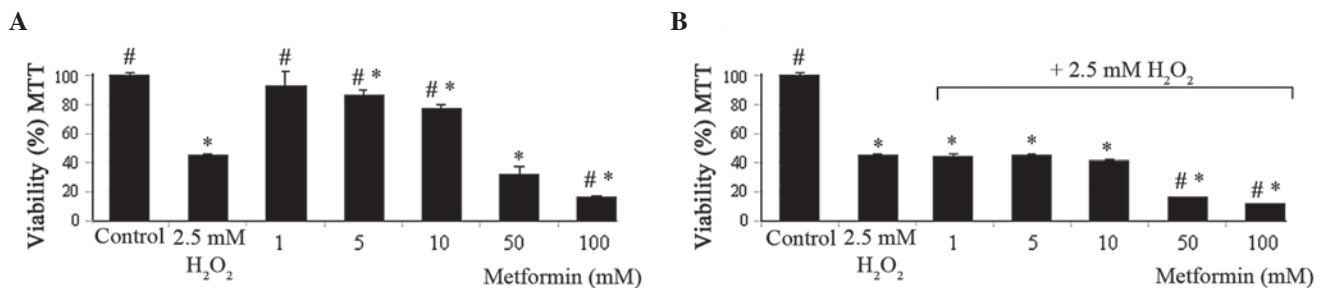 A
Viability (%) MTT
100
80
60
40
20
0
#
*
#
# *
# *
*
# *
Control
2.5 mM
H₂O₂
1
5
10
50
100
Metformin (mM)
B
Viability (%) MTT
100
80
60
40
20
0
+ 2.5 mM H₂O₂
#
*
*
*
*
# *
# *
Control
2.5 mM
H₂O₂
1
5
10
50
100
Metformin (mM)